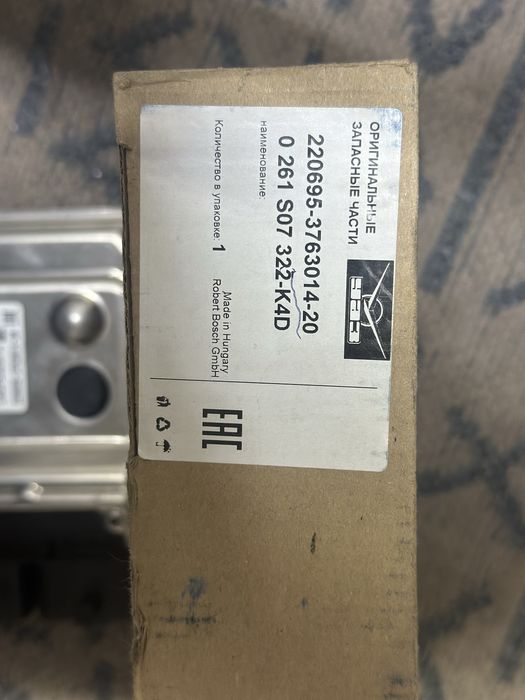 ОРИГИНАЛЬНЫЕ
ЗАПАСНЫЕ ЧАСТИ
УАЗ
220695-3763014-20
0 261 S07 322-K4D
наименование:
Количество в упаковке: 1
Made in Hungary
Robert Bosch GmbH
ЕАС